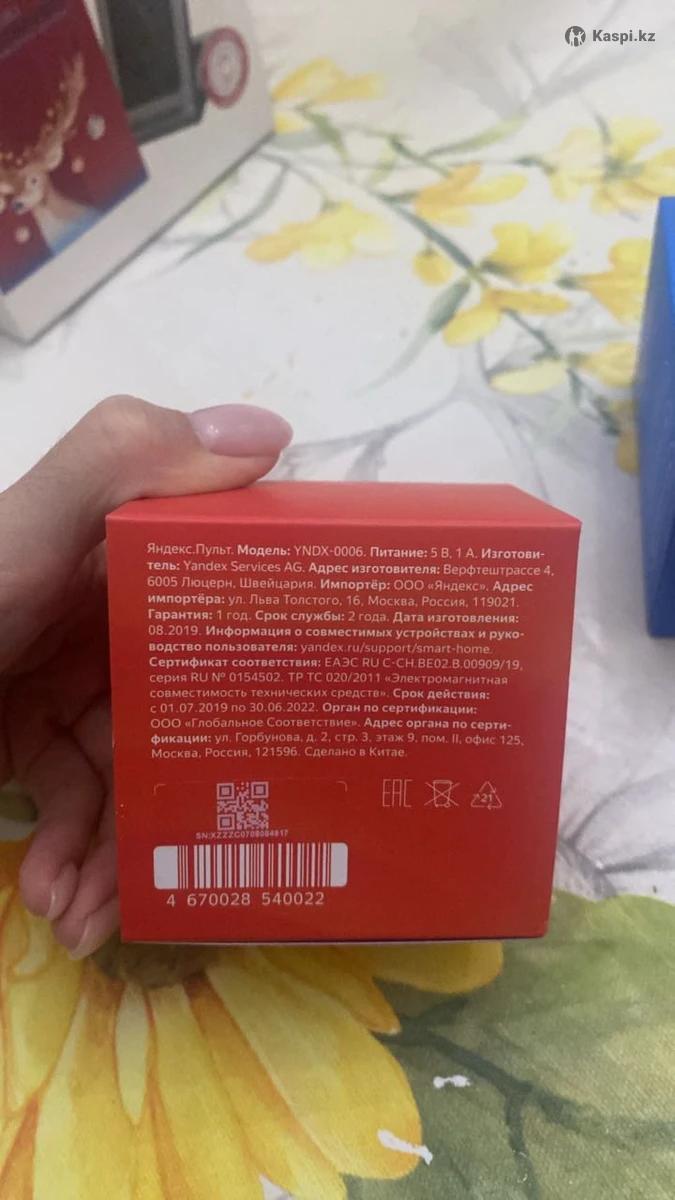 Kaspi.kz
Яндекс.Пульт. Модель: YNDX-0006. Питание: 5 В, 1 А. Изготови-
тель: Yandex Services AG. Адрес изготовителя: Верфтештрассе 4,
6005 Люцерн, Швейцария. Импортёр: ООО «Яндекс». Адрес
импортёра: ул. Льва Толстого, 16, Москва, Россия, 119021.
Гарантия: 1 год. Срок службы: 2 года. Дата изготовления:
08.2019. Информация о совместимых устройствах и руко-
водство пользователя: yandex.ru/support/smart-home.
Сертификат соответствия: ЕАЭС RU С-CH.ВЕ02.В.00909/19,
серия RU № 0154502. ТР ТС 020/2011 «Электромагнитная
совместимость технических средств». Срок действия:
с 01.07.2019 по 30.06.2022. Орган по сертификации:
ООО «Глобальное Соответствие». Адрес органа по серти-
фикации: ул. Горбунова, д. 2, стр. 3, этаж 9, пом. II, офис 125,
Москва, Россия, 121596. Сделано в Китае.
EAC
21
SN:XZZZC0708084817
4 670028 540022